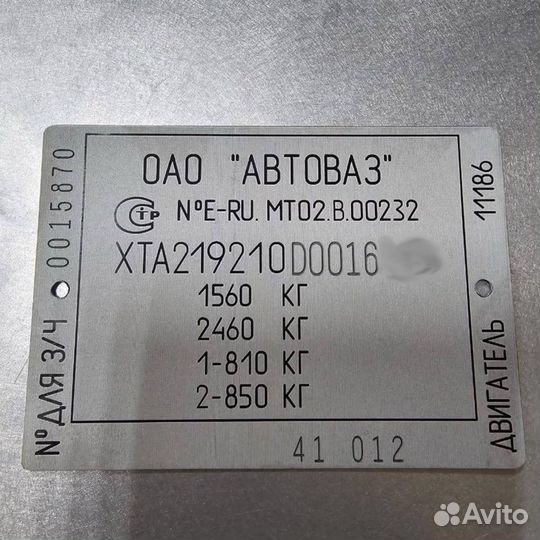 ОАО "АВТОВАЗ"
№E-RU. МТ02.В.00232
XTA219210D0016
1560 КГ
2460 КГ
1-810 КГ
2-850 КГ
41 012
№ ДЛЯ З/Ч 0015870
ДВИГАТЕЛЬ 11186
Avito